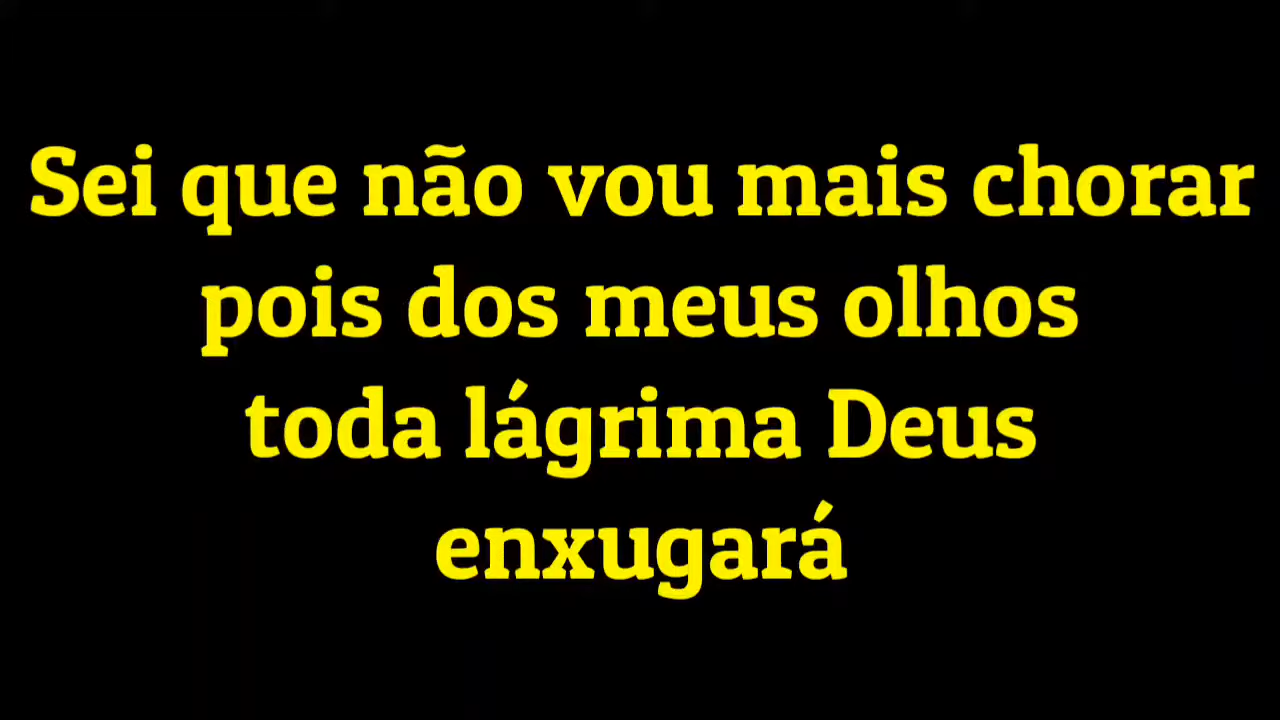 Sei que não vou mais chorar
pois dos meus olhos
toda lágrima Deus
enxugará